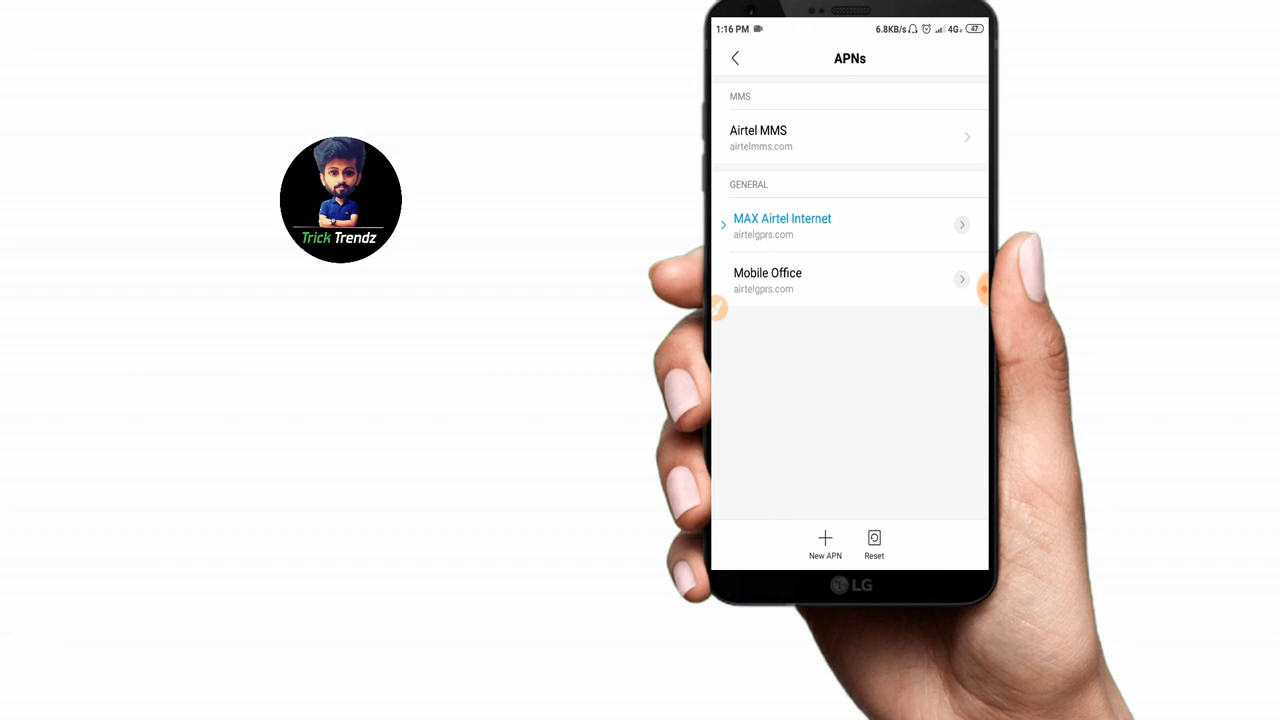 1:16 PM
6.8KB/s
4G
47
APNs
MMS
Airtel MMS
airtelmms.com
GENERAL
MAX Airtel Internet
airtelgprs.com
Mobile Office
airtelgprs.com
New APN
Reset
LG
Trick Trendz